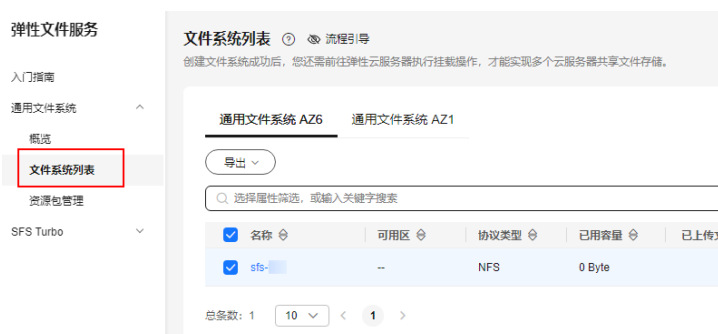 弹性文件服务
入门指南
通用文件系统
概览
文件系统列表
资源包管理
SFS Turbo
文件系统列表 ? 流程引导
创建文件系统成功后，您还需前往弹性云服务器执行挂载操作，才能实现多个云服务器共享文件存储。
通用文件系统 AZ6 通用文件系统 AZ1
导出
选择属性筛选，或输入关键字搜索
名称 可用区 协议类型 已用容量 已上传文
sfs- -- NFS 0 Byte
总条数：1 10 < 1 >